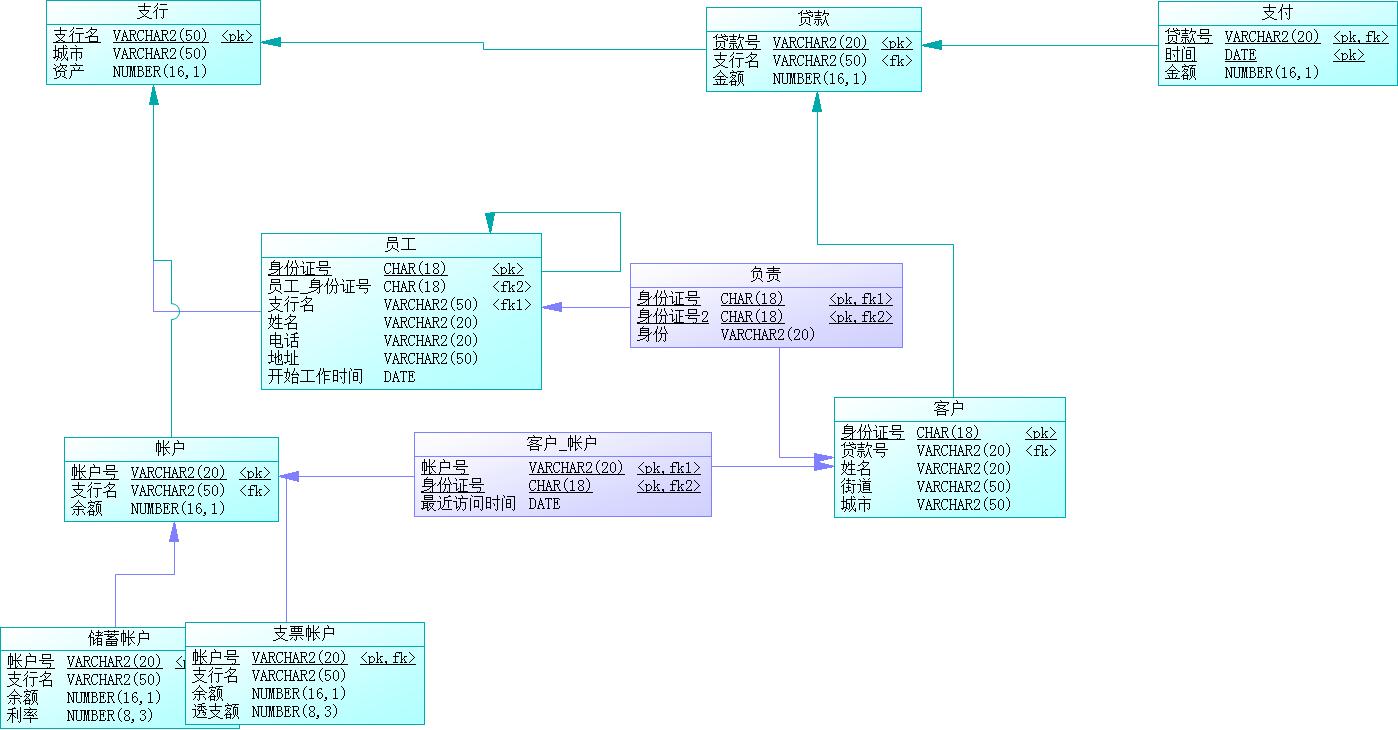 支行
支行名 VARCHAR2(50) <pk>
城市 VARCHAR2(50)
资产 NUMBER(16,1)
贷款
贷款号 VARCHAR2(20) <pk>
支行名 VARCHAR2(50) <fk>
金额 NUMBER(16,1)
支付
贷款号 VARCHAR2(20) <pk,fk>
时间 DATE <pk>
金额 NUMBER(16,1)
员工
身份证号 CHAR(18) <pk>
员工_身份证号 CHAR(18) <fk2>
支行名 VARCHAR2(50) <fk1>
姓名 VARCHAR2(20)
电话 VARCHAR2(20)
地址 VARCHAR2(50)
开始工作时间 DATE
负责
身份证号 CHAR(18) <pk,fk1>
身份证号2 CHAR(18) <pk,fk2>
身份 VARCHAR2(20)
客户
身份证号 CHAR(18) <pk>
贷款号 VARCHAR2(20) <fk>
姓名 VARCHAR2(20)
街道 VARCHAR2(50)
城市 VARCHAR2(50)
帐户
帐户号 VARCHAR2(20) <pk>
支行名 VARCHAR2(50) <fk>
余额 NUMBER(16,1)
客户_帐户
帐户号 VARCHAR2(20) <pk,fk1>
身份证号 CHAR(18) <pk,fk2>
最近访问时间 DATE
储蓄帐户
帐户号 VARCHAR2(20)
支行名 VARCHAR2(50)
余额 NUMBER(16,1)
利率 NUMBER(8,3)
支票帐户
帐户号 VARCHAR2(20) <pk,fk>
支行名 VARCHAR2(50)
余额 NUMBER(16,1)
透支额 NUMBER(8,3)